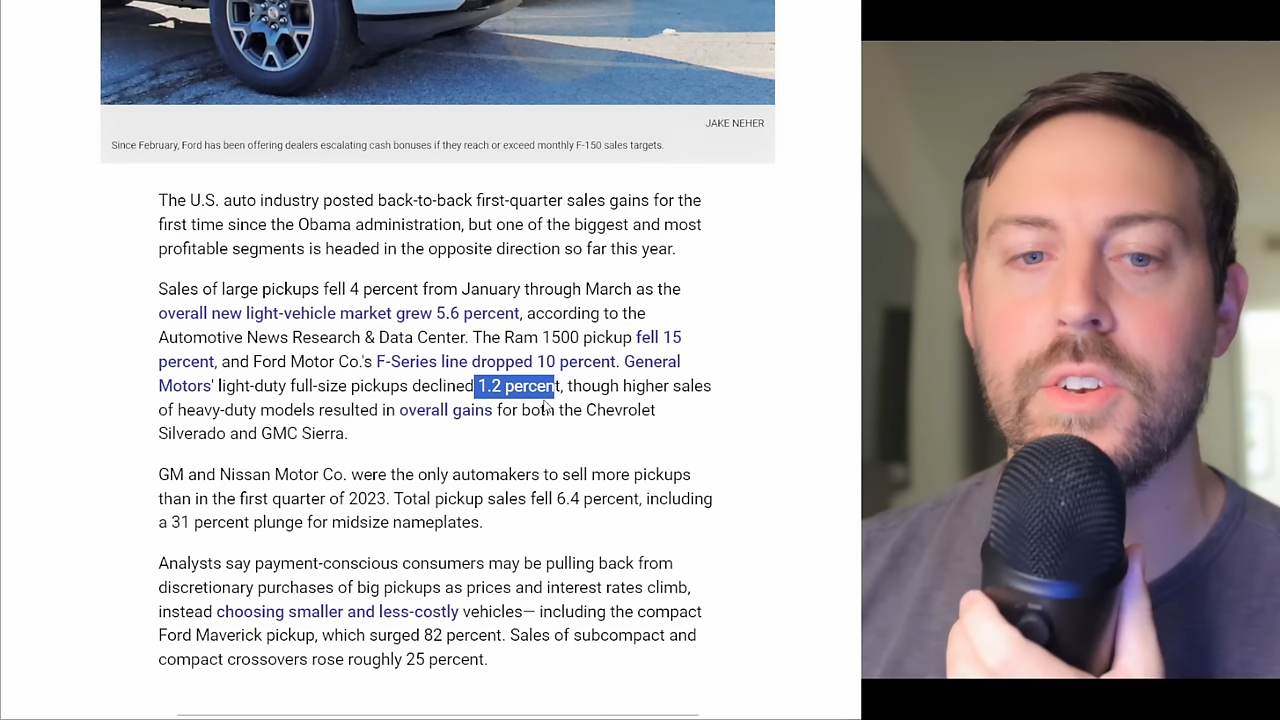 JAKE NEHER
Since February, Ford has been offering dealers escalating cash bonuses if they reach or exceed monthly F-150 sales targets.
The U.S. auto industry posted back-to-back first-quarter sales gains for the
first time since the Obama administration, but one of the biggest and most
profitable segments is headed in the opposite direction so far this year.
Sales of large pickups fell 4 percent from January through March as the
overall new light-vehicle market grew 5.6 percent, according to the
Automotive News Research & Data Center. The Ram 1500 pickup fell 15
percent, and Ford Motor Co.'s F-Series line dropped 10 percent. General
Motors' light-duty full-size pickups declined 1.2 percent, though higher sales
of heavy-duty models resulted in overall gains for both the Chevrolet
Silverado and GMC Sierra.
GM and Nissan Motor Co. were the only automakers to sell more pickups
than in the first quarter of 2023. Total pickup sales fell 6.4 percent, including
a 31 percent plunge for midsize nameplates.
Analysts say payment-conscious consumers may be pulling back from
discretionary purchases of big pickups as prices and interest rates climb,
instead choosing smaller and less-costly vehicles— including the compact
Ford Maverick pickup, which surged 82 percent. Sales of subcompact and
compact crossovers rose roughly 25 percent.